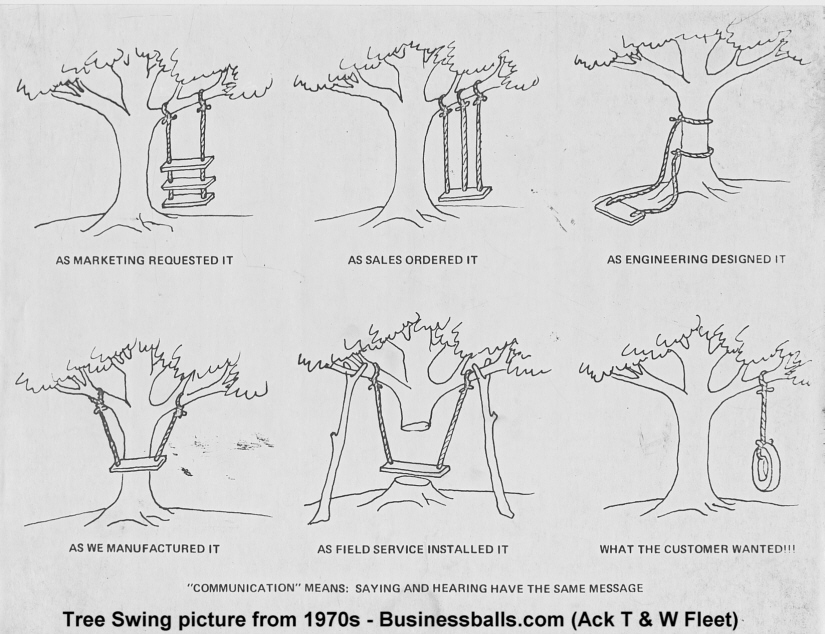 AS MARKETING REQUESTED IT
AS SALES ORDERED IT
AS ENGINEERING DESIGNED IT
AS WE MANUFACTURED IT
AS FIELD SERVICE INSTALLED IT
WHAT THE CUSTOMER WANTED!!!
"COMMUNICATION" MEANS: SAYING AND HEARING HAVE THE SAME MESSAGE
Tree Swing picture from 1970s - Businessballs.com (Ack T & W Fleet)